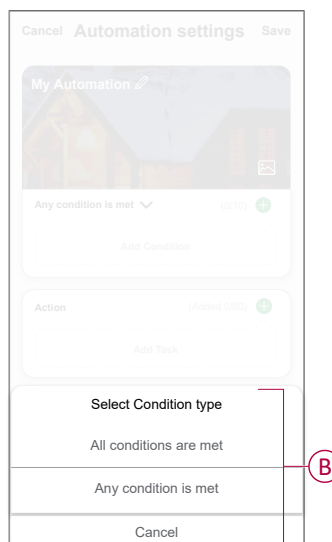 Cancel Automation settings Save
My Automation
Any condition is met (0/10)
Add Condition
Action
Add Task
Select Condition type
All conditions are met
Any condition is met
Cancel
B